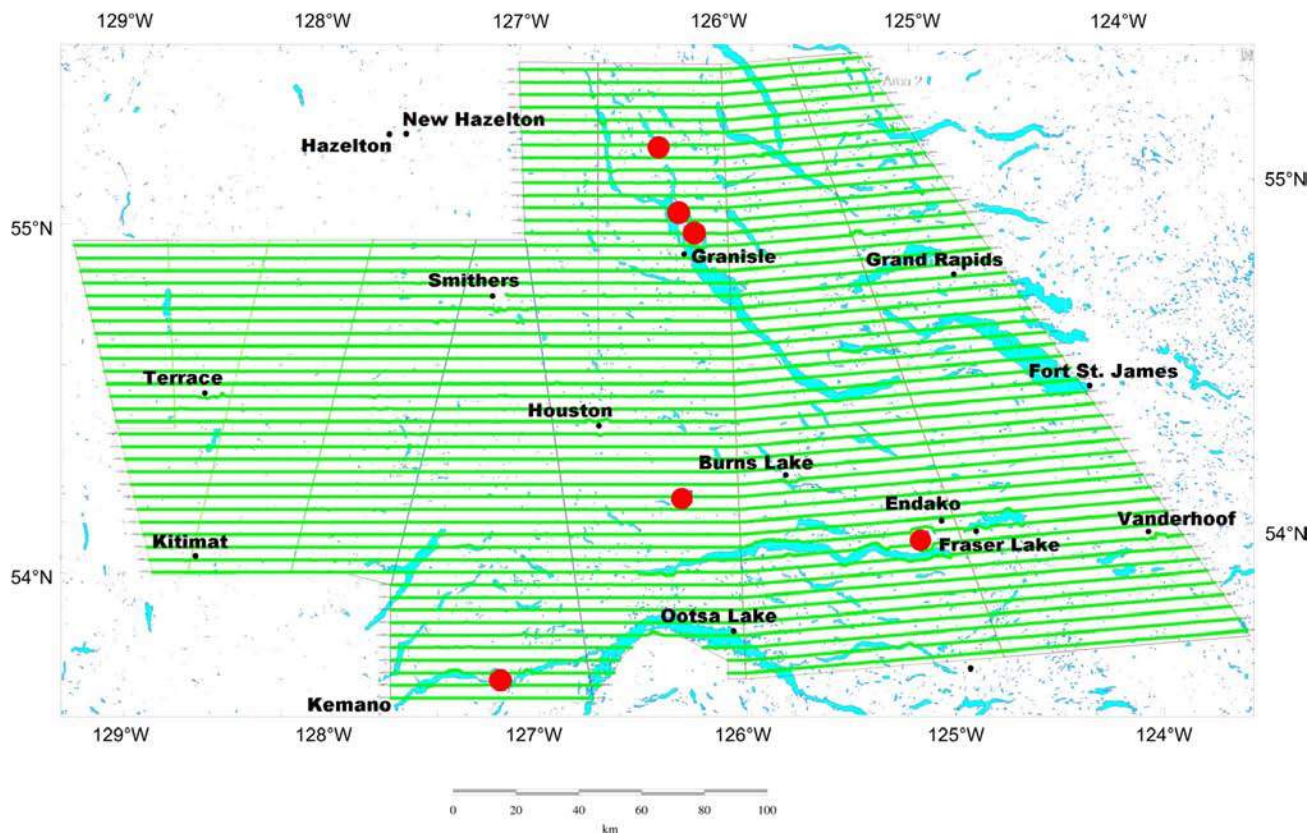 129°W 128°W 127°W 126°W 125°W 124°W
Area 2
New Hazelton
Hazelton
55°N
55°N
Granisle
Grand Rapids
Smithers
Fort St. James
Terrace
Houston
Burns Lake
Endako
Vanderhoof
Kitimat
Fraser Lake
54°N
54°N
Ootsa Lake
Kemano
129°W 128°W 127°W 126°W 125°W 124°W
0 20 40 60 80 100
km